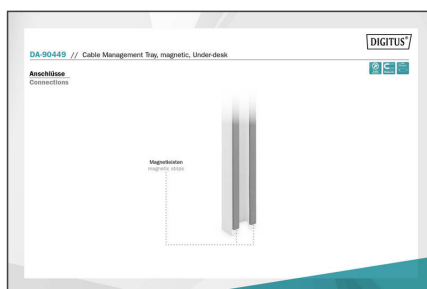 DIGITUS®
DA-90449 // Cable Management Tray, magnetic, Under-desk
Anschlüsse
Connections
Magnetleisten
magnetic strips